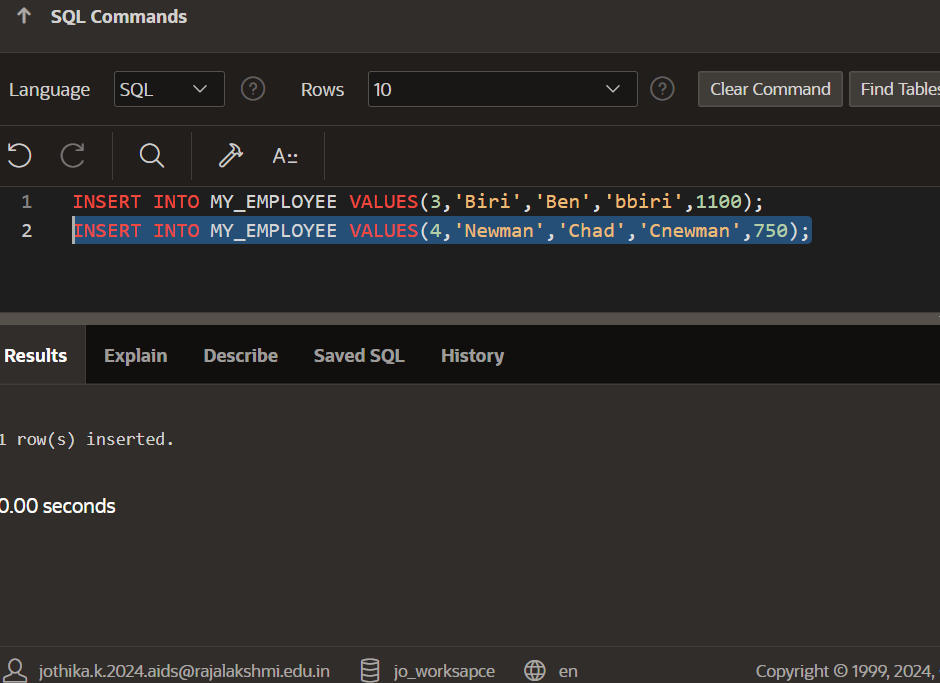 SQL Commands
Language SQL ? Rows 10 ? Clear Command Find Tables
A::
1 INSERT INTO MY_EMPLOYEE VALUES(3,'Biri','Ben','bbiri',1100);
2 INSERT INTO MY_EMPLOYEE VALUES(4,'Newman','Chad','Cnewman',750);
Results Explain Describe Saved SQL History
1 row(s) inserted.
0.00 seconds
jothika.k.2024.aids@rajalakshmi.edu.in jo_worksapce en Copyright © 1999, 2024,